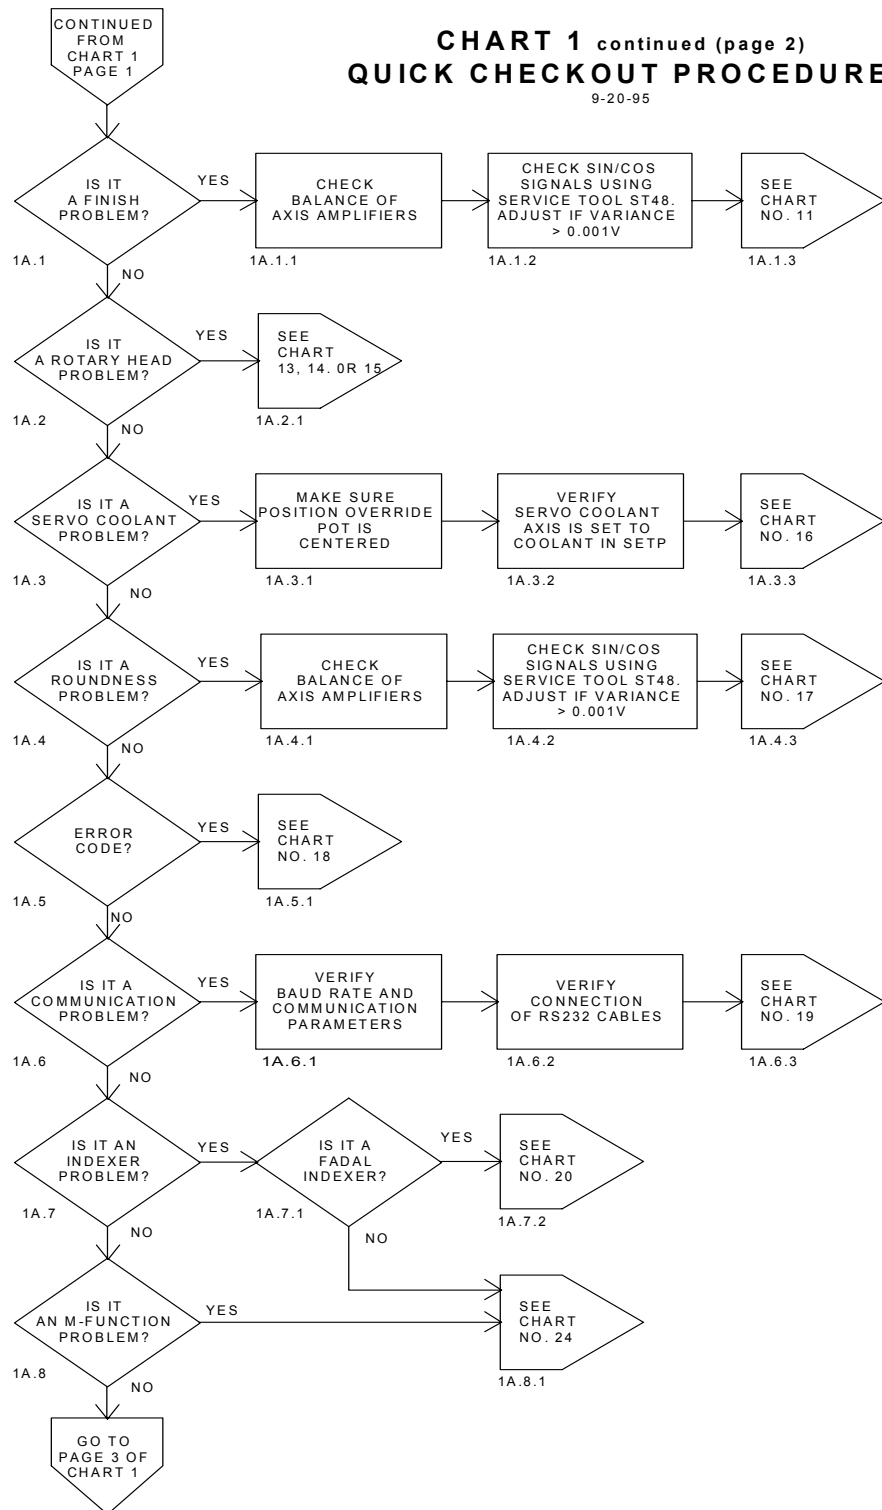 CONTINUED
FROM
CHART 1
PAGE 1
CHART 1 continued (page 2)
QUICK CHECKOUT PROCEDURE
9-20-95
IS IT
A FINISH
PROBLEM?
1A.1
YES
NO
CHECK
BALANCE OF
AXIS AMPLIFIERS
1A.1.1
CHECK SIN/COS
SIGNALS USING
SERVICE TOOL ST48.
ADJUST IF VARIANCE
> 0.001V
1A.1.2
SEE
CHART
NO. 11
1A.1.3
IS IT
A ROTARY HEAD
PROBLEM?
1A.2
YES
NO
SEE
CHART
13, 14. 0R 15
1A.2.1
IS IT A
SERVO COOLANT
PROBLEM?
1A.3
YES
NO
MAKE SURE
POSITION OVERRIDE
POT IS
CENTERED
1A.3.1
VERIFY
SERVO COOLANT
AXIS IS SET TO
COOLANT IN SETP
1A.3.2
SEE
CHART
NO. 16
1A.3.3
IS IT A
ROUNDNESS
PROBLEM?
1A.4
YES
NO
CHECK
BALANCE OF
AXIS AMPLIFIERS
1A.4.1
CHECK SIN/COS
SIGNALS USING
SERVICE TOOL ST48.
ADJUST IF VARIANCE
> 0.001V
1A.4.2
SEE
CHART
NO. 17
1A.4.3
ERROR
CODE?
1A.5
YES
NO
SEE
CHART
NO. 18
1A.5.1
IS IT A
COMMUNICATION
PROBLEM?
1A.6
YES
NO
VERIFY
BAUD RATE AND
COMMUNICATION
PARAMETERS
1A.6.1
VERIFY
CONNECTION
OF RS232 CABLES
1A.6.2
SEE
CHART
NO. 19
1A.6.3
IS IT AN
INDEXER
PROBLEM?
1A.7
YES
NO
IS IT A
FADAL
INDEXER?
1A.7.1
YES
NO
SEE
CHART
NO. 20
1A.7.2
IS IT
AN M-FUNCTION
PROBLEM?
1A.8
YES
NO
SEE
CHART
NO. 24
1A.8.1
GO TO
PAGE 3 OF
CHART 1